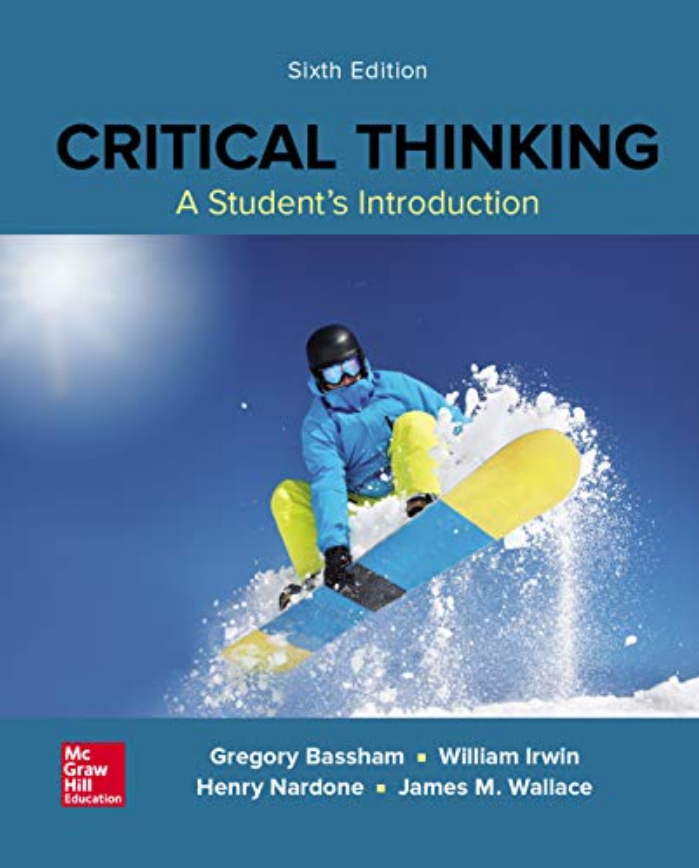 Sixth Edition
CRITICAL THINKING
A Student's Introduction
Mc
Graw
Hill
Education
Gregory Bassham ▪ William Irwin
Henry Nardone ▪ James M. Wallace